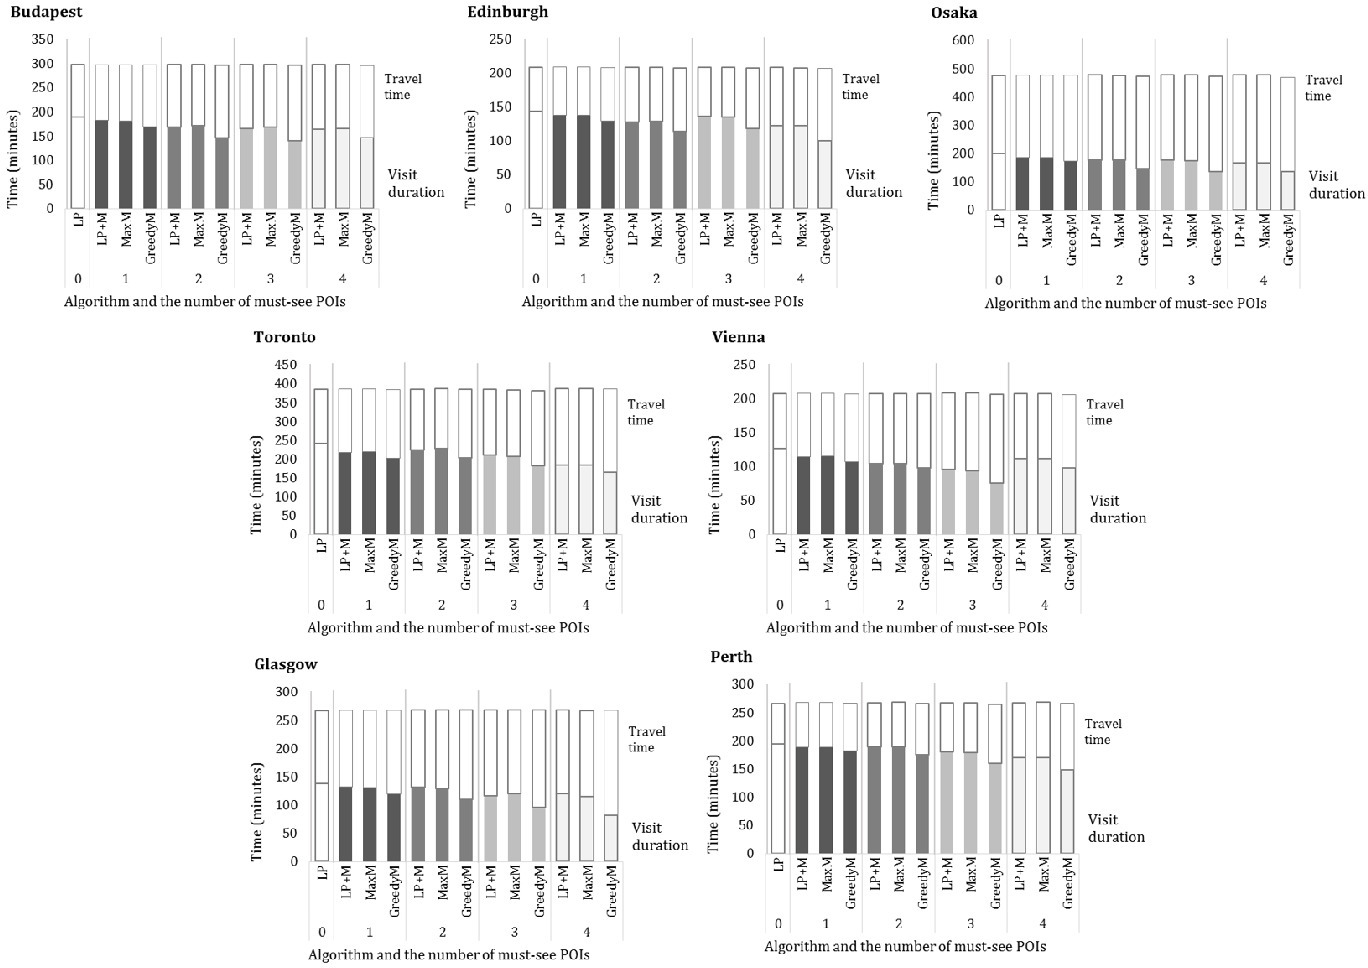 Budapest
350
300
250
200
150
100
50
0
Time (minutes)
Travel
time
Visit
duration
LP
LP+M
MaxM
GreedyM
LP+M
MaxM
GreedyM
LP+M
MaxM
GreedyM
LP+M
MaxM
GreedyM
0 1 2 3 4
Algorithm and the number of must-see POIs
Edinburgh
250
200
150
100
50
0
Time (minutes)
Travel
time
Visit
duration
LP
LP+M
MaxM
GreedyM
LP+M
MaxM
GreedyM
LP+M
MaxM
GreedyM
LP+M
MaxM
GreedyM
0 1 2 3 4
Algorithm and the number of must-see POIs
Osaka
600
500
400
300
200
100
0
Time (minutes)
Travel
time
Visit
duration
LP
LP+M
MaxM
GreedyM
LP+M
MaxM
GreedyM
LP+M
MaxM
GreedyM
LP+M
MaxM
GreedyM
0 1 2 3 4
Algorithm and the number of must-see POIs
Toronto
450
400
350
300
250
200
150
100
50
0
Time (minutes)
Travel
time
Visit
duration
LP
LP+M
MaxM
GreedyM
LP+M
MaxM
GreedyM
LP+M
MaxM
GreedyM
LP+M
MaxM
GreedyM
0 1 2 3 4
Algorithm and the number of must-see POIs
Vienna
250
200
150
100
50
0
Time (minutes)
Travel
time
Visit
duration
LP
LP+M
MaxM
GreedyM
LP+M
MaxM
GreedyM
LP+M
MaxM
GreedyM
LP+M
MaxM
GreedyM
0 1 2 3 4
Algorithm and the number of must-see POIs
Glasgow
300
250
200
150
100
50
0
Time (minutes)
Travel
time
Visit
duration
LP
LP+M
MaxM
GreedyM
LP+M
MaxM
GreedyM
LP+M
MaxM
GreedyM
LP+M
MaxM
GreedyM
0 1 2 3 4
Algorithm and the number of must-see POIs
Perth
300
250
200
150
100
50
0
Time (minutes)
Travel
time
Visit
duration
LP
LP+M
MaxM
GreedyM
LP+M
MaxM
GreedyM
LP+M
MaxM
GreedyM
LP+M
MaxM
GreedyM
0 1 2 3 4
Algorithm and the number of must-see POIs